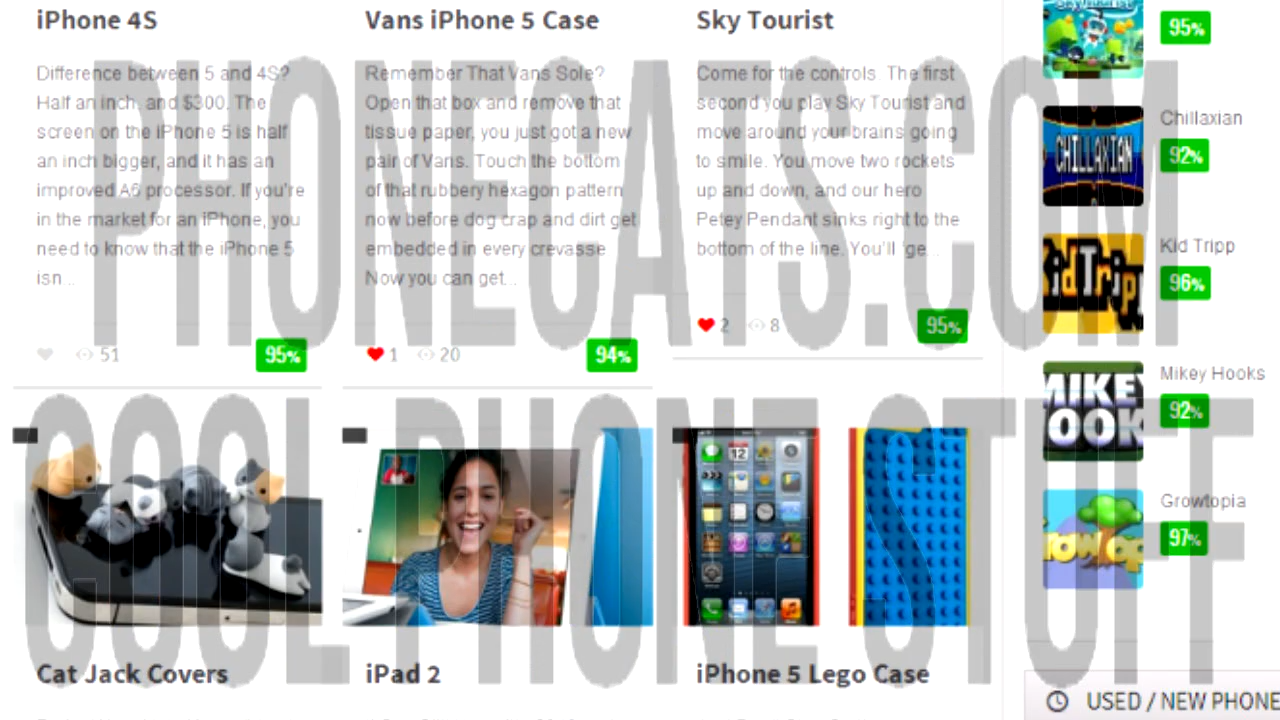 iPhone 4S
Difference between 5 and 4S?
Half an inch, and $300. The
screen on the iPhone 5 is half
an inch bigger, and it has an
improved A6 processor. If you're
in the market for an iPhone, you
need to know that the iPhone 5
isn...
51
95%
Vans iPhone 5 Case
Remember That Vans Sole?
Open that box and remove that
tissue paper, you just got a new
pair of Vans. Touch the bottom
of that rubbery hexagon pattern
now before dog crap and dirt get
embedded in every crevasse
Now you can get...
1
20
94%
Sky Tourist
Come for the controls The first
second you play Sky Tourist and
move around your brains going
to smile. You move two rockets
up and down, and our hero
Petey Pendant sinks right to the
bottom of the line. You'll 'ge...
2
8
95%
95%
CHILLAXIAN
Chillaxian
92%
KidTripp
Kid Tripp
96%
MIKEY
HOOK
Mikey Hooks
92%
Growtopia
97%
PHONECATS.COM
COOL PHONE STUFF
Cat Jack Covers
iPad 2
iPhone 5 Lego Case
USED / NEW PHONE